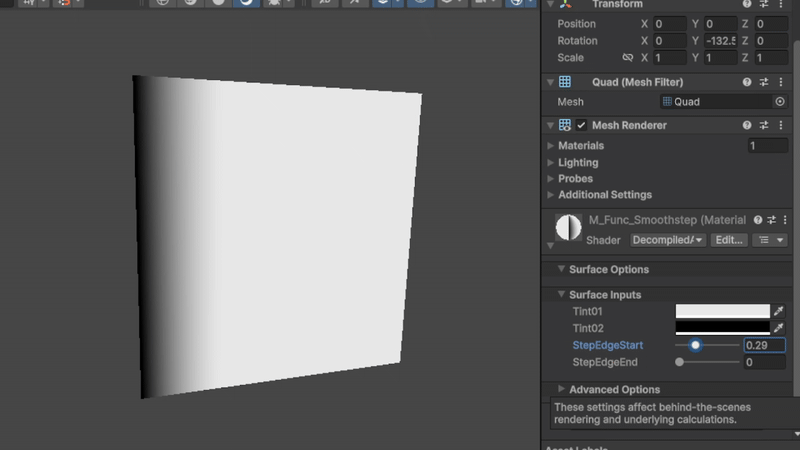 Transform
Position X 0 Y 0 Z 0
Rotation X 0 Y -132.5 Z 0
Scale X 1 Y 1 Z 1
Quad (Mesh Filter)
Mesh Quad
Mesh Renderer
Materials 1
Lighting
Probes
Additional Settings
M_Func_Smoothstep (Material
Shader Decompiled/ Edit...
Surface Options
Surface Inputs
Tint01
Tint02
StepEdgeStart 0.29
StepEdgeEnd 0
Advanced Options
These settings affect behind-the-scenes
rendering and underlying calculations.
Asset Labels